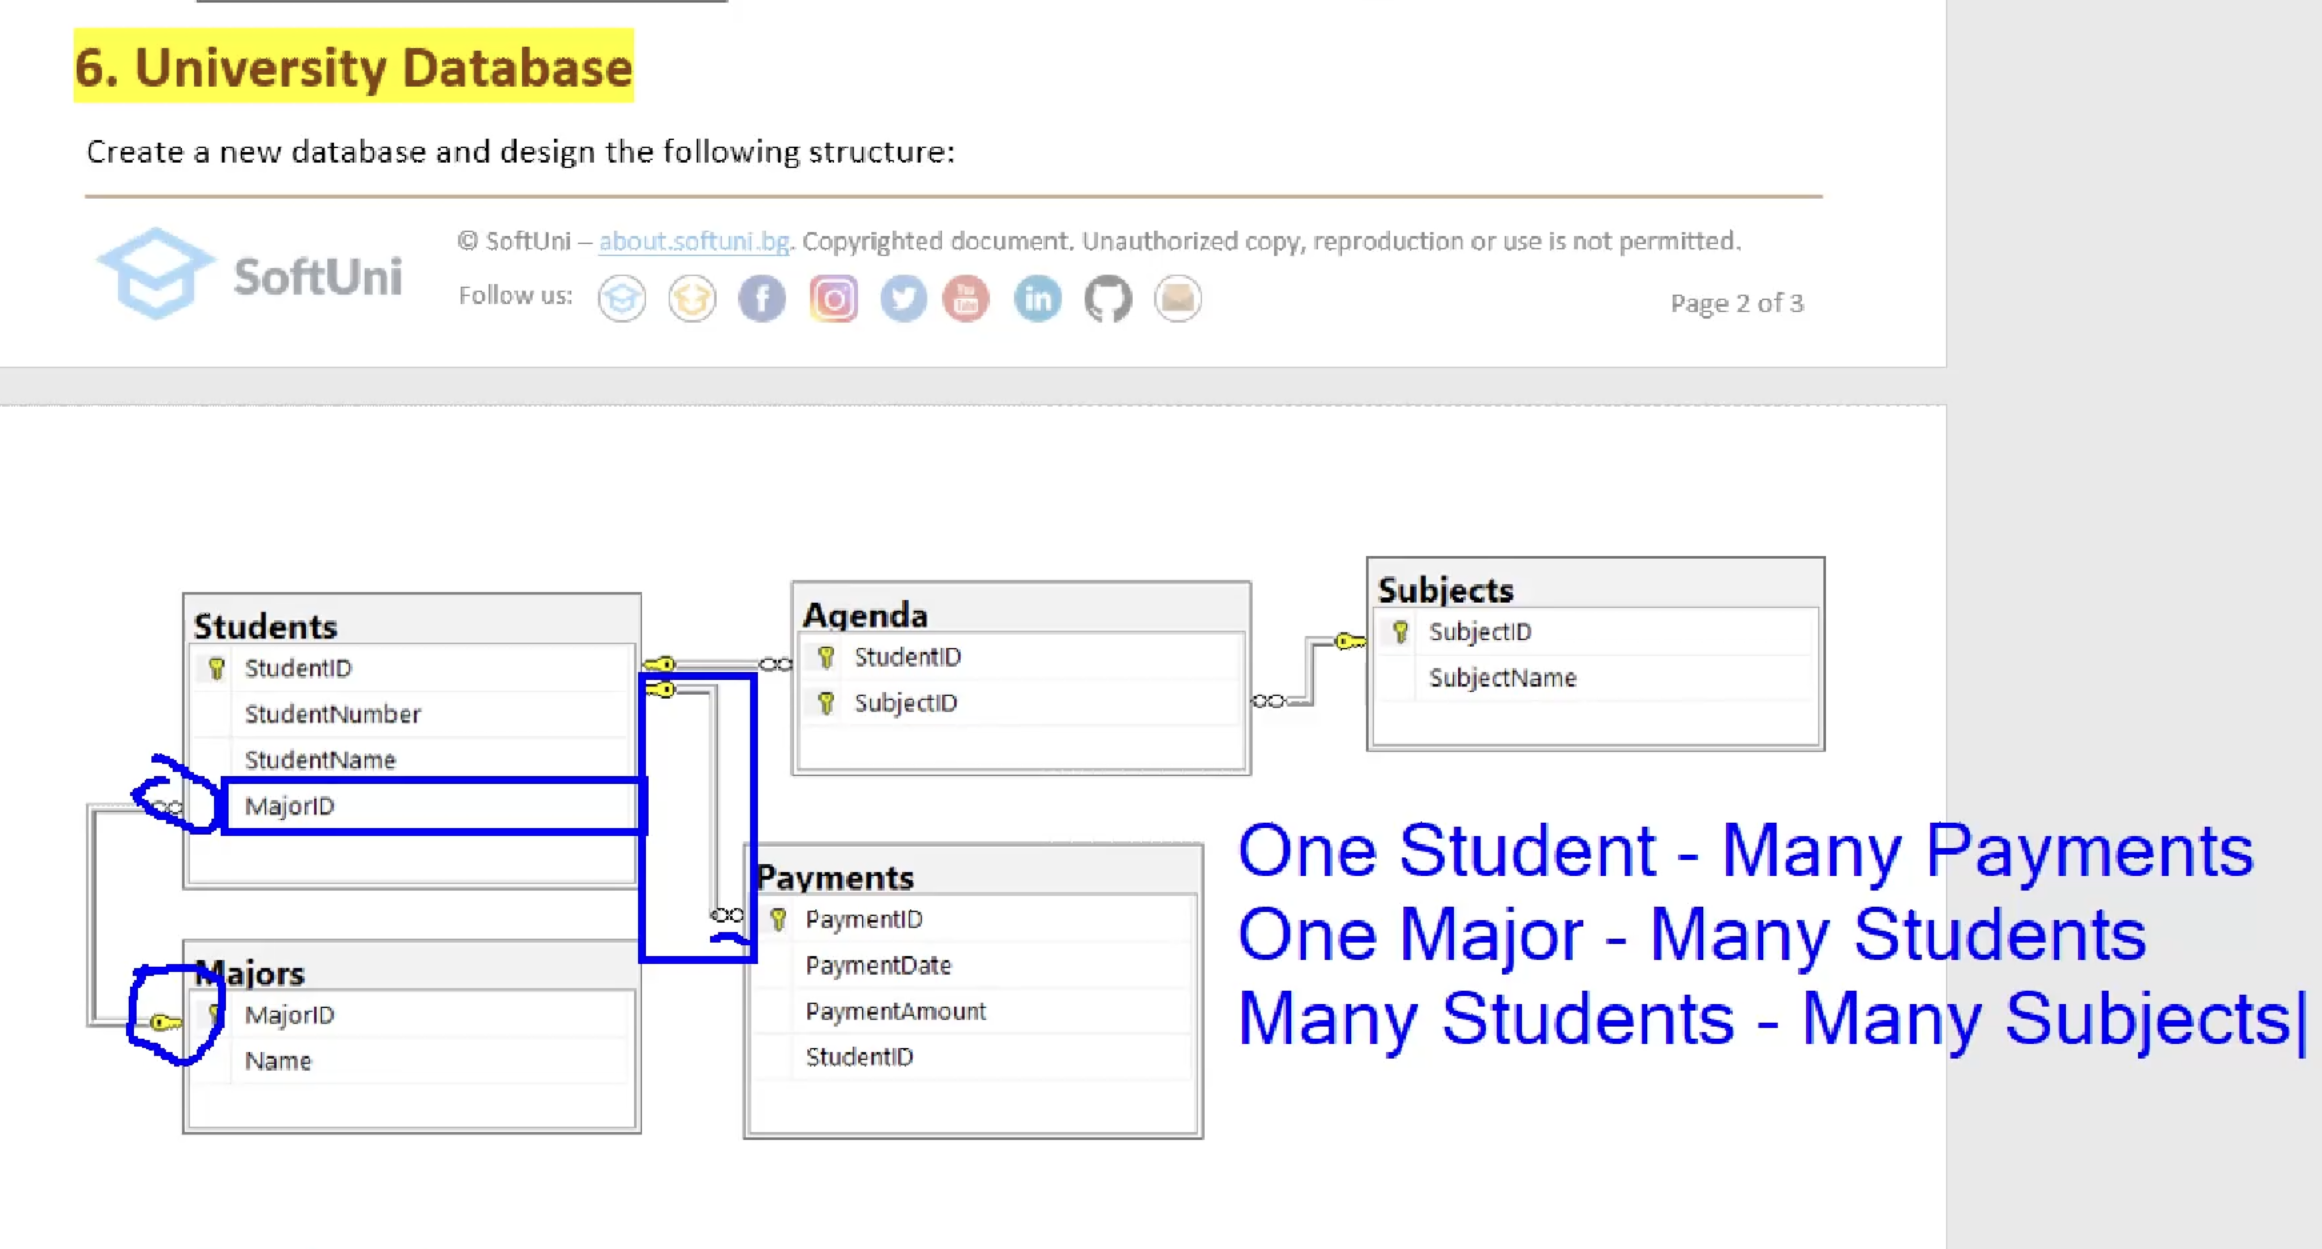 6. University Database
Create a new database and design the following structure:
© SoftUni – about.softuni.bg. Copyrighted document. Unauthorized copy, reproduction or use is not permitted.
SoftUni
Follow us:
Page 2 of 3
Students
StudentID
StudentNumber
StudentName
MajorID
Majors
MajorID
Name
Agenda
StudentID
SubjectID
Payments
PaymentID
PaymentDate
PaymentAmount
StudentID
Subjects
SubjectID
SubjectName
One Student - Many Payments
One Major - Many Students
Many Students - Many Subjects